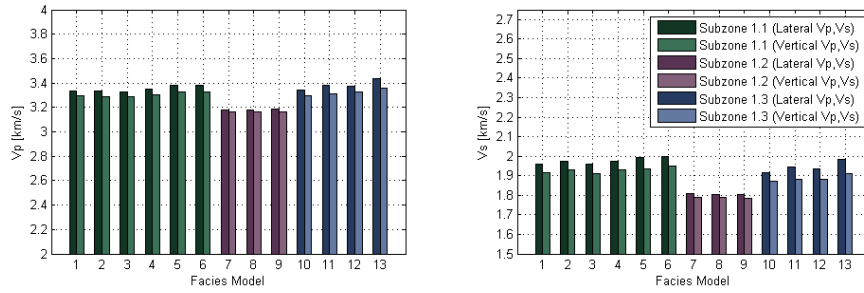 4
3.8
3.6
3.4
3.2
3
2.8
2.6
2.4
2.2
2
Vp [km/s]
1 2 3 4 5 6 7 8 9 10 11 12 13
Facies Model
2.7
2.6
2.5
2.4
2.3
2.2
2.1
2
1.9
1.8
1.7
1.6
1.5
Vs [km/s]
Subzone 1.1 (Lateral Vp,Vs)
Subzone 1.1 (Vertical Vp,Vs)
Subzone 1.2 (Lateral Vp,Vs)
Subzone 1.2 (Vertical Vp,Vs)
Subzone 1.3 (Lateral Vp,Vs)
Subzone 1.3 (Vertical Vp,Vs)
1 2 3 4 5 6 7 8 9 10 11 12 13
Facies Model